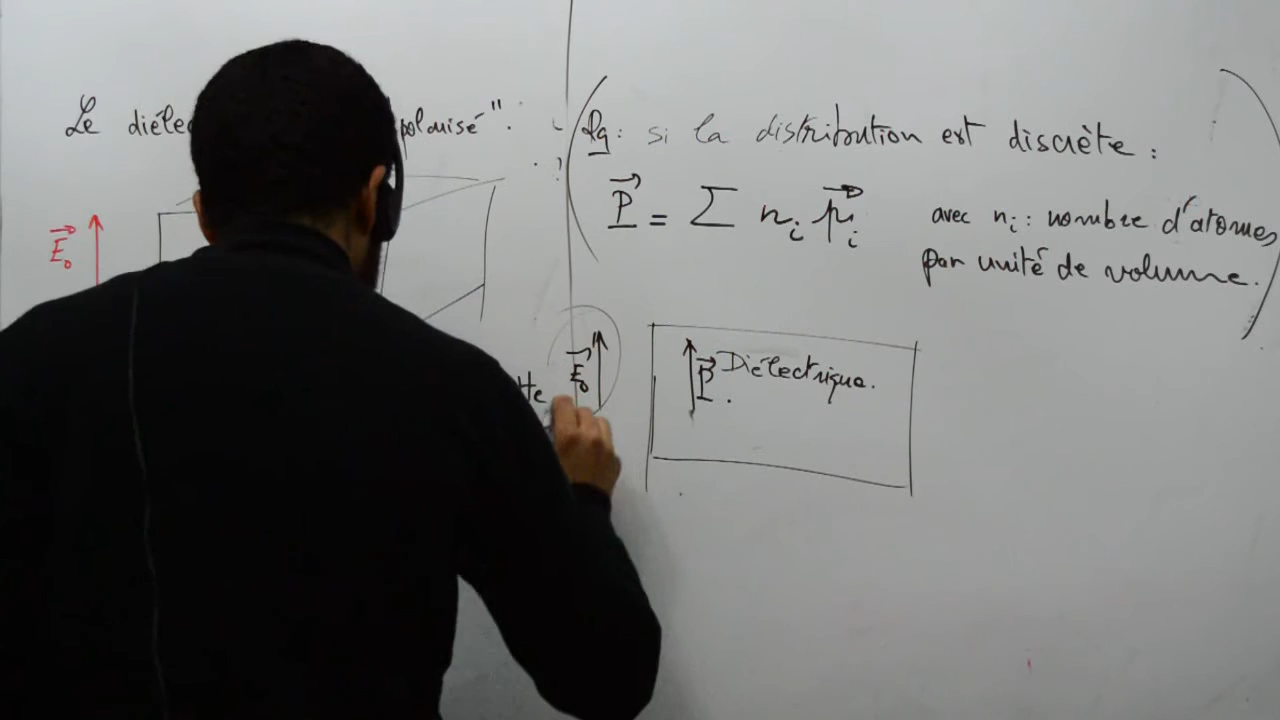 Le diélec polarisé".
Rq: si la distribution est discrète :
P = Σ nᵢ pᵢ avec nᵢ : nombre d'atomes
par unité de volume.
E₀
E₀
P Diélectrique.